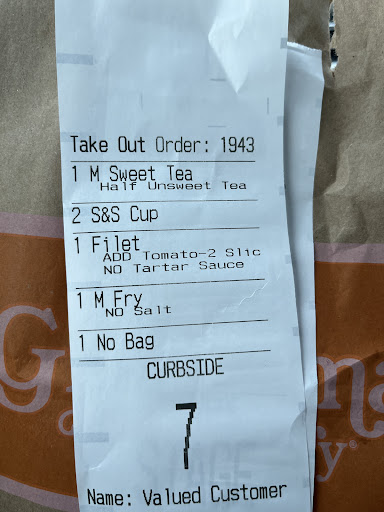 Take Out Order: 1943
1 M Sweet Tea
Half Unsweet Tea
2 S&S Cup
1 Filet
ADD Tomato-2 Slic
NO Tartar Sauce
1 M Fry
NO Salt
1 No Bag
CURBSIDE
7
Name: Valued Customer